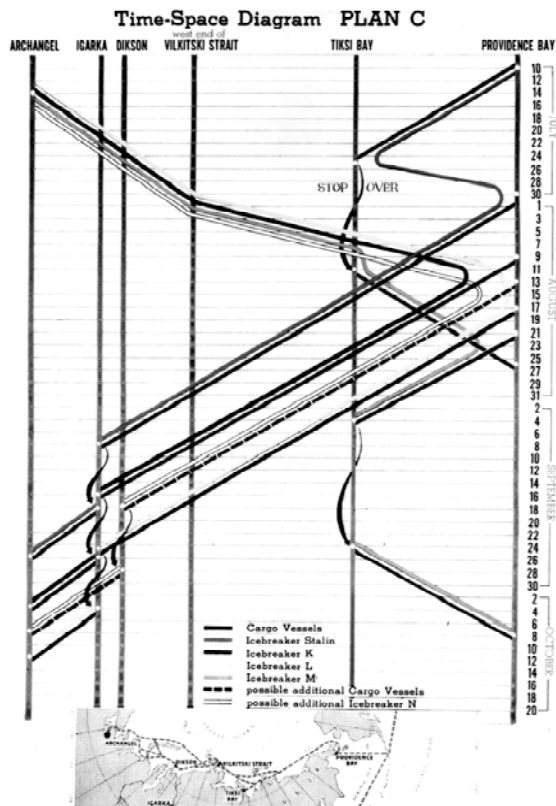 Time-Space Diagram PLAN C
ARCHANGEL IGARKA DIKSON west end of VILKITSKI STRAIT TIKSI BAY PROVIDENCE BAY
10
12
14
16
18
20
22
24
26
28
30
JULY
STOP OVER
1
3
5
7
9
11
13
15
17
19
21
23
25
27
29
31
AUGUST
2
4
6
8
10
12
14
16
18
20
22
24
26
28
30
SEPTEMBER
2
4
6
8
10
12
14
16
18
20
OCTOBER
Cargo Vessels
Icebreaker Stalin
Icebreaker K
Icebreaker L
Icebreaker M
possible additional Cargo Vessels
possible additional Icebreaker N
ARCHANGEL
DIKSON
VILKITSKI STRAIT
PROVIDENCE BAY
TIKSI BAY
IGARKA